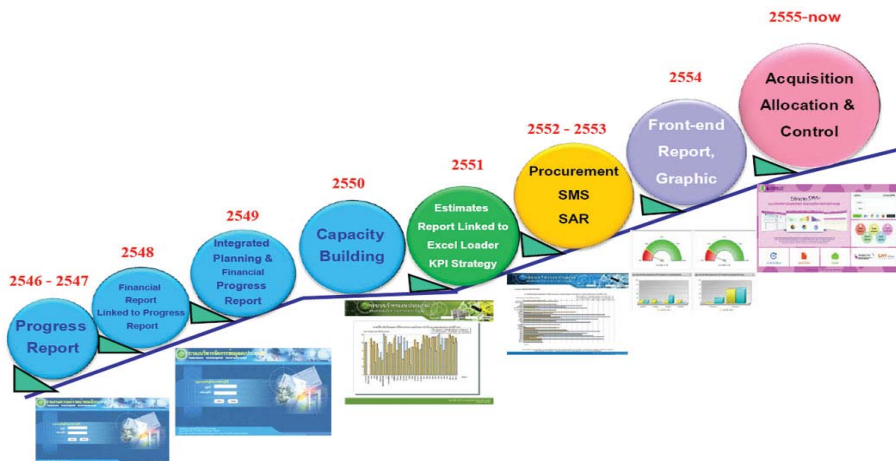 2546 - 2547
Progress
Report
2548
Financial
Report
Linked to Progress
Report
2549
Integrated
Planning &
Financial
Progress
Report
2550
Capacity
Building
2551
Estimates
Report Linked to
Excel Loader
KPI Strategy
2552 - 2553
Procurement
SMS
SAR
2554
Front-end
Report,
Graphic
2555-now
Acquisition
Allocation &
Control